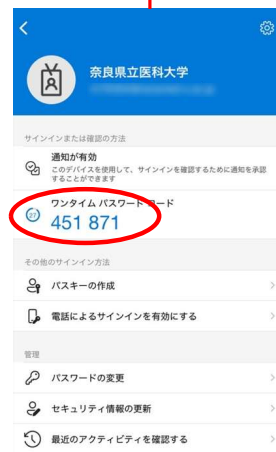 奈良県立医科大学
サインインまたは確認の方法
通知が有効
このデバイスを使用して、サインインを確認するために通知を承認
することができます
ワンタイム パスワード コード
27
451 871
その他のサインイン方法
パスキーの作成
電話によるサインインを有効にする
管理
パスワードの変更
セキュリティ情報の更新
最近のアクティビティを確認する